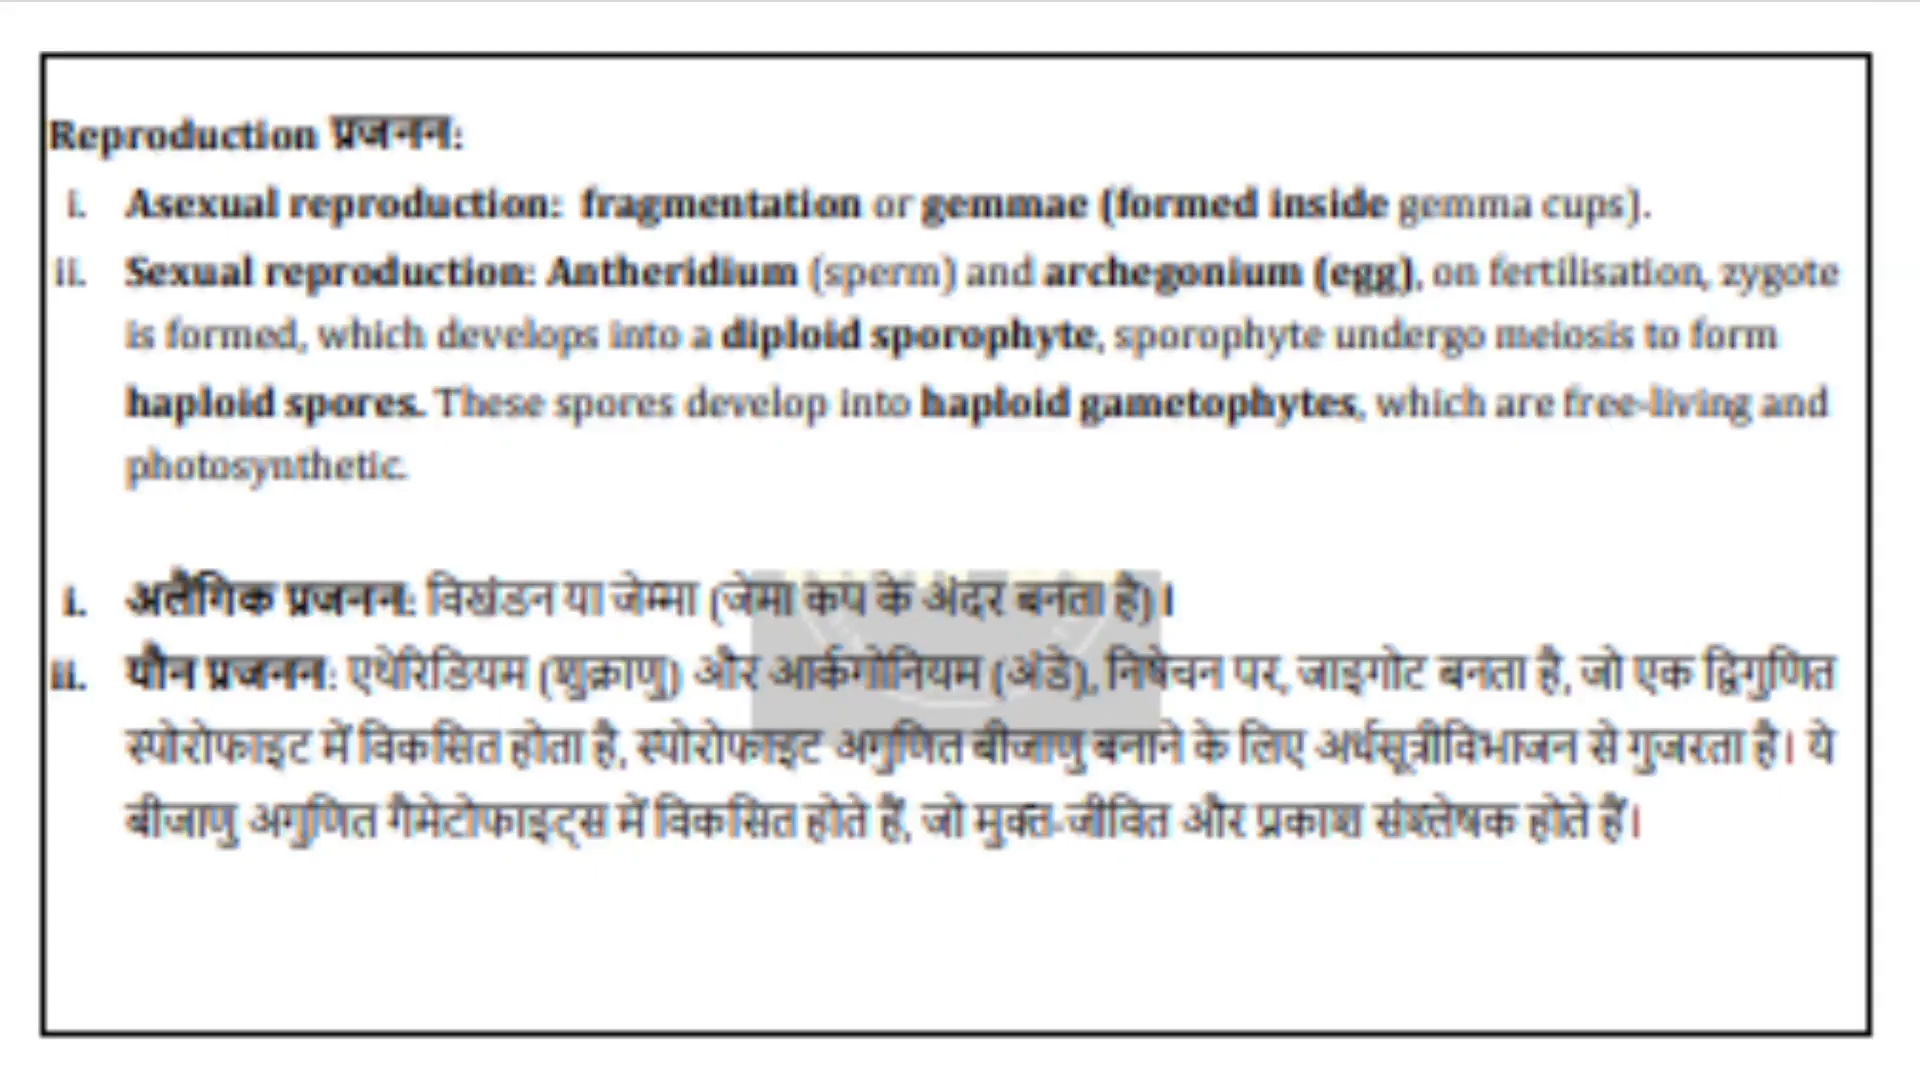 Reproduction प्रजनन:
i. Asexual reproduction: fragmentation or gemmae (formed inside gemma cups).
ii. Sexual reproduction: Antheridium (sperm) and archegonium (egg), on fertilisation, zygote
is formed, which develops into a diploid sporophyte, sporophyte undergo meiosis to form
haploid spores. These spores develop into haploid gametophytes, which are free-living and
photosynthetic.
i. अलैंगिक प्रजनन: विखंडन या जेम्मा (जेमा कप के अंदर बनता है)।
ii. यौन प्रजनन: एथेरिडियम (शुक्राणु) और आर्कगोनियम (अंडे), निषेचन पर, जाइगोट बनता है, जो एक द्विगुणित
स्पोरोफाइट में विकसित होता है, स्पोरोफाइट अगुणित बीजाणु बनाने के लिए अर्धसूत्रीविभाजन से गुजरता है। ये
बीजाणु अगुणित गैमेटोफाइट्स में विकसित होते हैं, जो मुक्त-जीवित और प्रकाश संश्लेषक होते हैं।